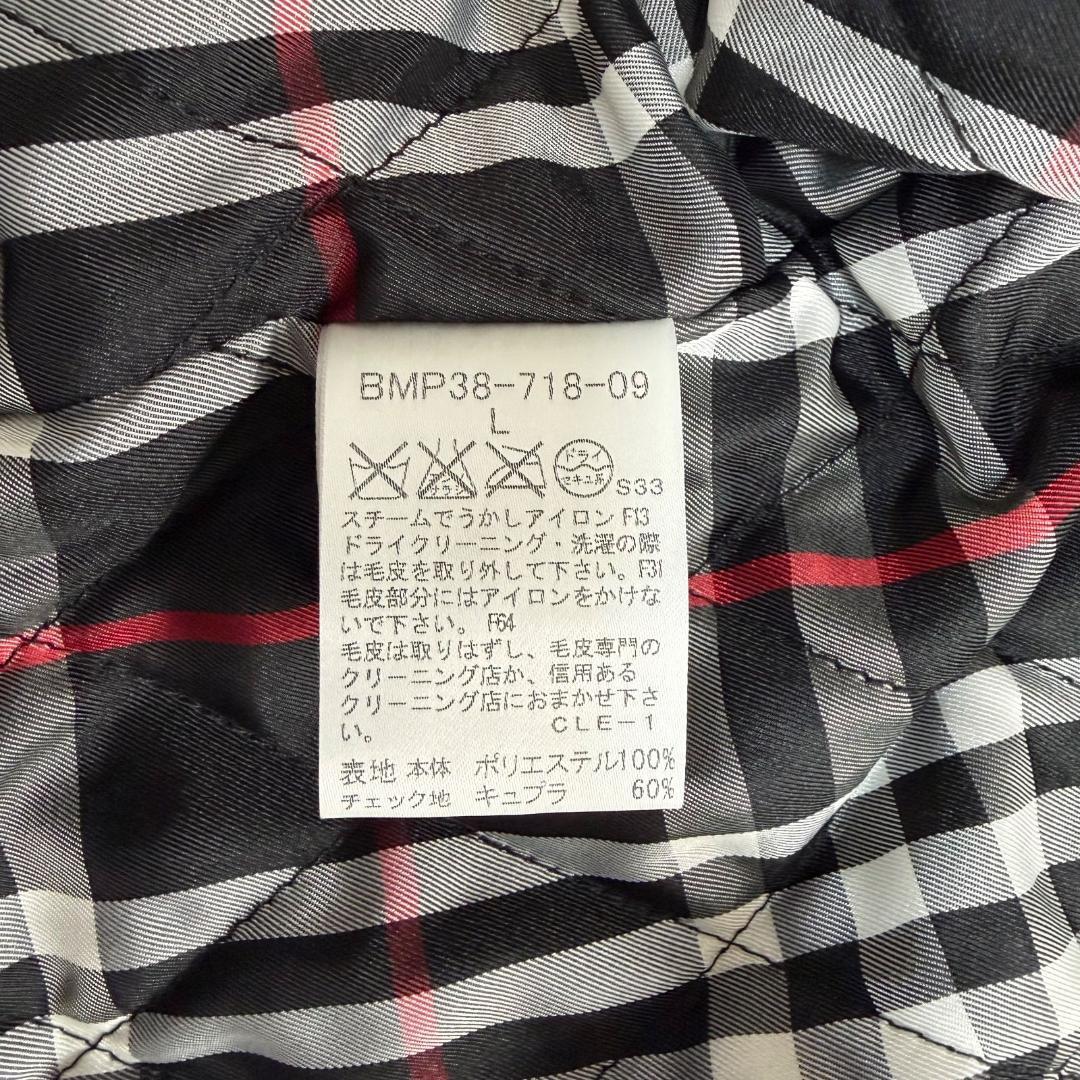 BMP38-718-09
L
エンソサラシ
ドライ
セキユ系
S33
スチームでうかしアイロン F13
ドライクリーニング・洗濯の際
は毛皮を取り外して下さい。F31
毛皮部分にはアイロンをかけな
いで下さい。 F64
毛皮は取りはずし、毛皮専門の
クリーニング店か、信用ある
クリーニング店におまかせ下さ
い。 CLE-1
表地 本体 ポリエステル100%
チェック地 キュプラ 60%